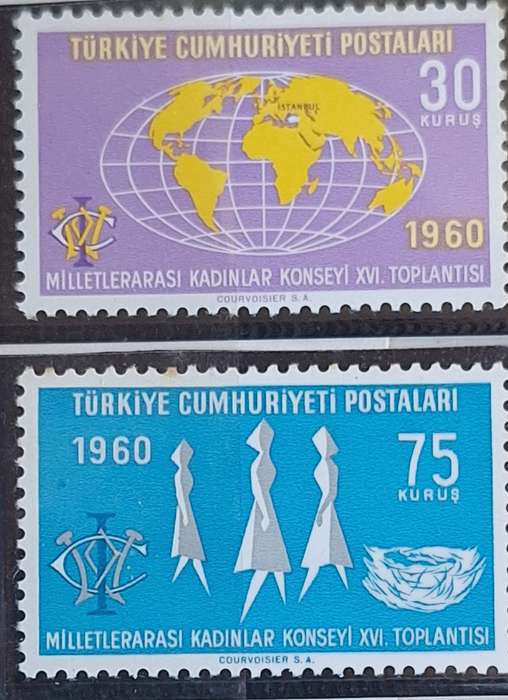 TÜRKİYE CUMHURİYETİ POSTALARI
30
KURUŞ
İSTANBUL
1960
MİLLETLERARASI KADINLAR KONSEYİ XVI. TOPLANTISI
COURVOISIER S.A.
TÜRKİYE CUMHURİYETİ POSTALARI
1960
75
KURUŞ
MİLLETLERARASI KADINLAR KONSEYİ XVI. TOPLANTISI
COURVOISIER S.A.